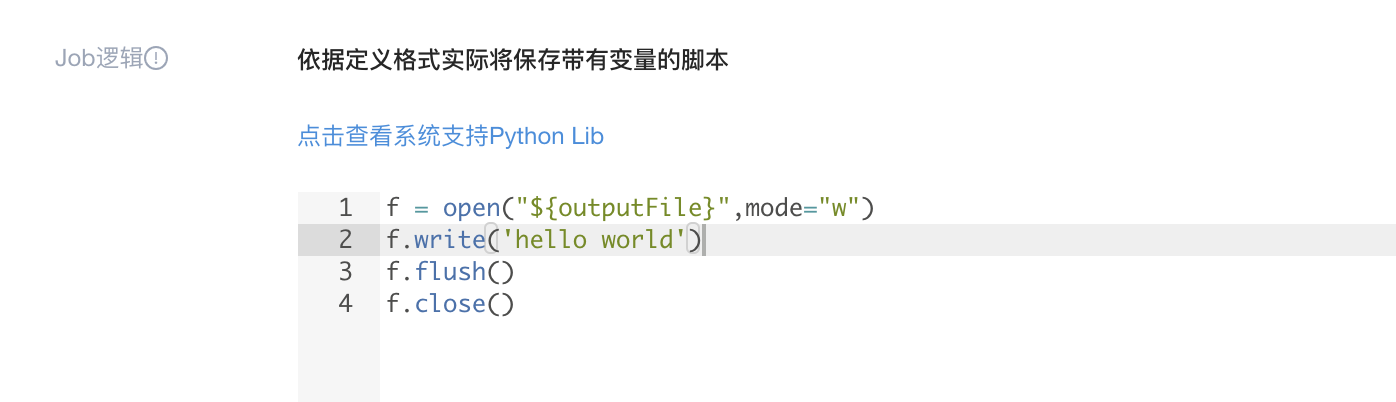 Job逻辑
依据定义格式实际将保存带有变量的脚本
点击查看系统支持Python Lib
1 f = open("${outputFile}",mode="w")
2 f.write('hello world')
3 f.flush()
4 f.close()